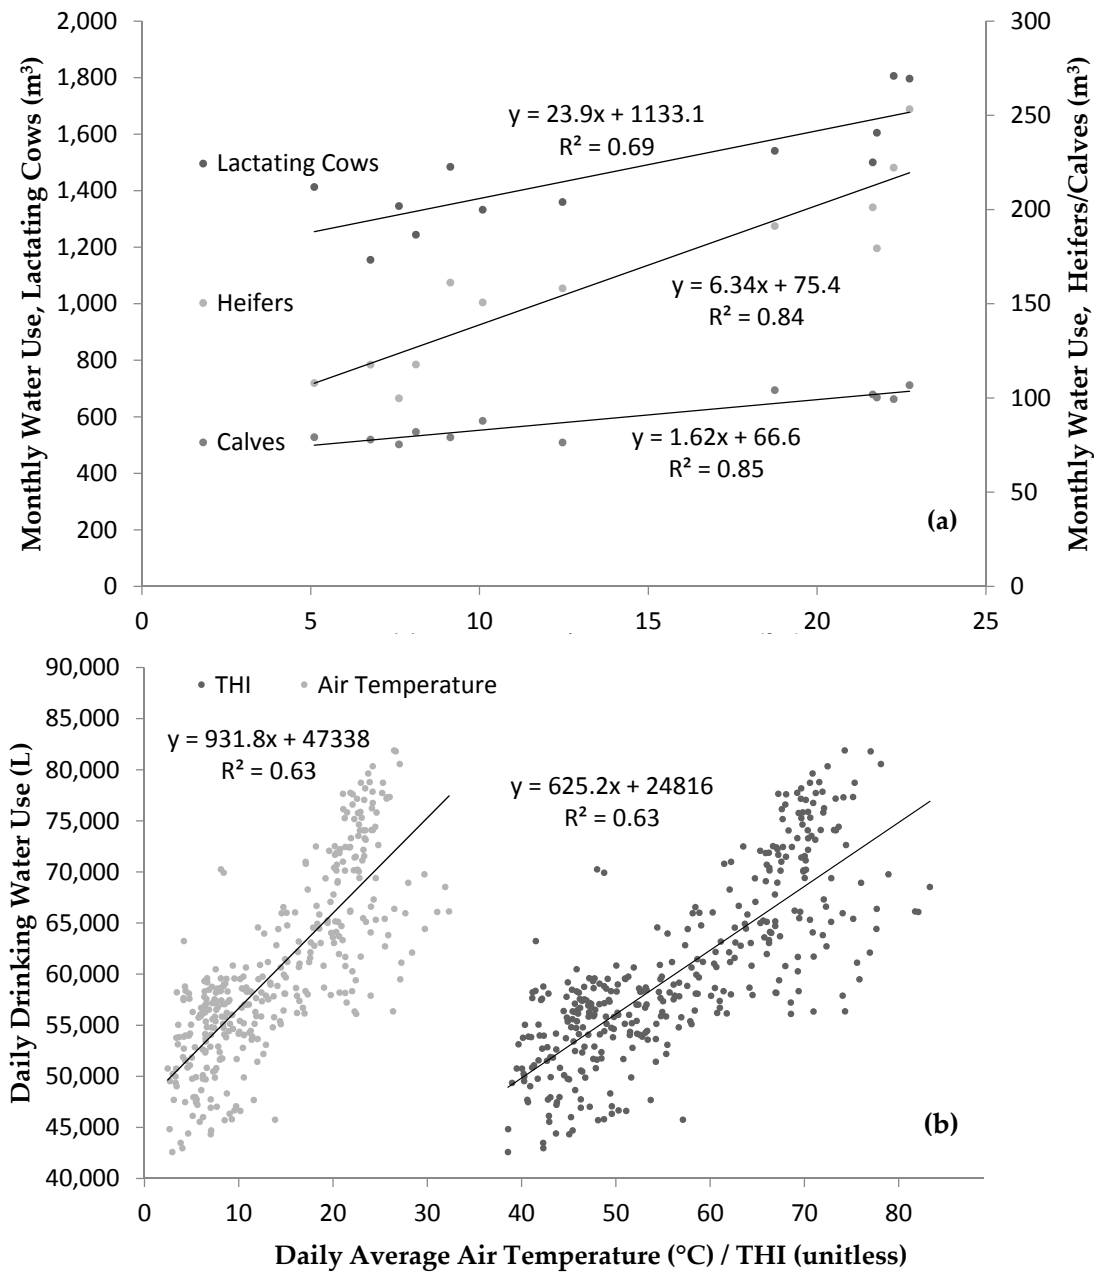 2,000
1,800
1,600
1,400
1,200
1,000
800
600
400
200
0
Monthly Water Use, Lactating Cows (m³)
300
250
200
150
100
50
0
Monthly Water Use, Heifers/Calves (m³)
y = 23.9x + 1133.1
R² = 0.69
Lactating Cows
y = 6.34x + 75.4
R² = 0.84
Heifers
y = 1.62x + 66.6
R² = 0.85
Calves
(a)
0 5 10 15 20 25
90,000
85,000
80,000
75,000
70,000
65,000
60,000
55,000
50,000
45,000
40,000
Daily Drinking Water Use (L)
THI Air Temperature
y = 931.8x + 47338
R² = 0.63
y = 625.2x + 24816
R² = 0.63
(b)
0 10 20 30 40 50 60 70 80
Daily Average Air Temperature (°C) / THI (unitless)